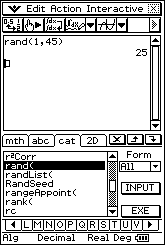 Edit Action Interactive
rand(1,45)
25
mth abc cat 2D
r²Corr
rand(
randList(
RandSeed
rangeAppoint(
rank(
rc
Form
All
INPUT
EXE
L M N O P Q R S T U V
Alg Decimal Real Deg